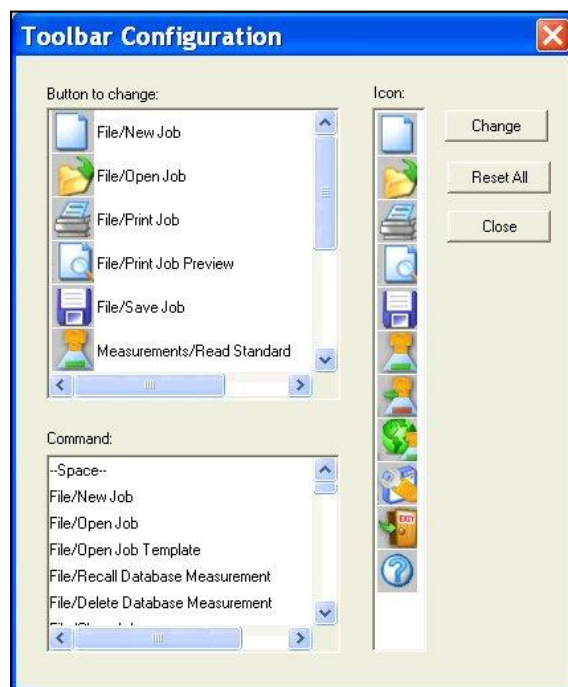 Toolbar Configuration
Button to change:
File/New Job
File/Open Job
File/Print Job
File/Print Job Preview
File/Save Job
Measurements/Read Standard
Icon:
EXIT
Change
Reset All
Close
Command:
--Space--
File/New Job
File/Open Job
File/Open Job Template
File/Recall Database Measurement
File/Delete Database Measurement